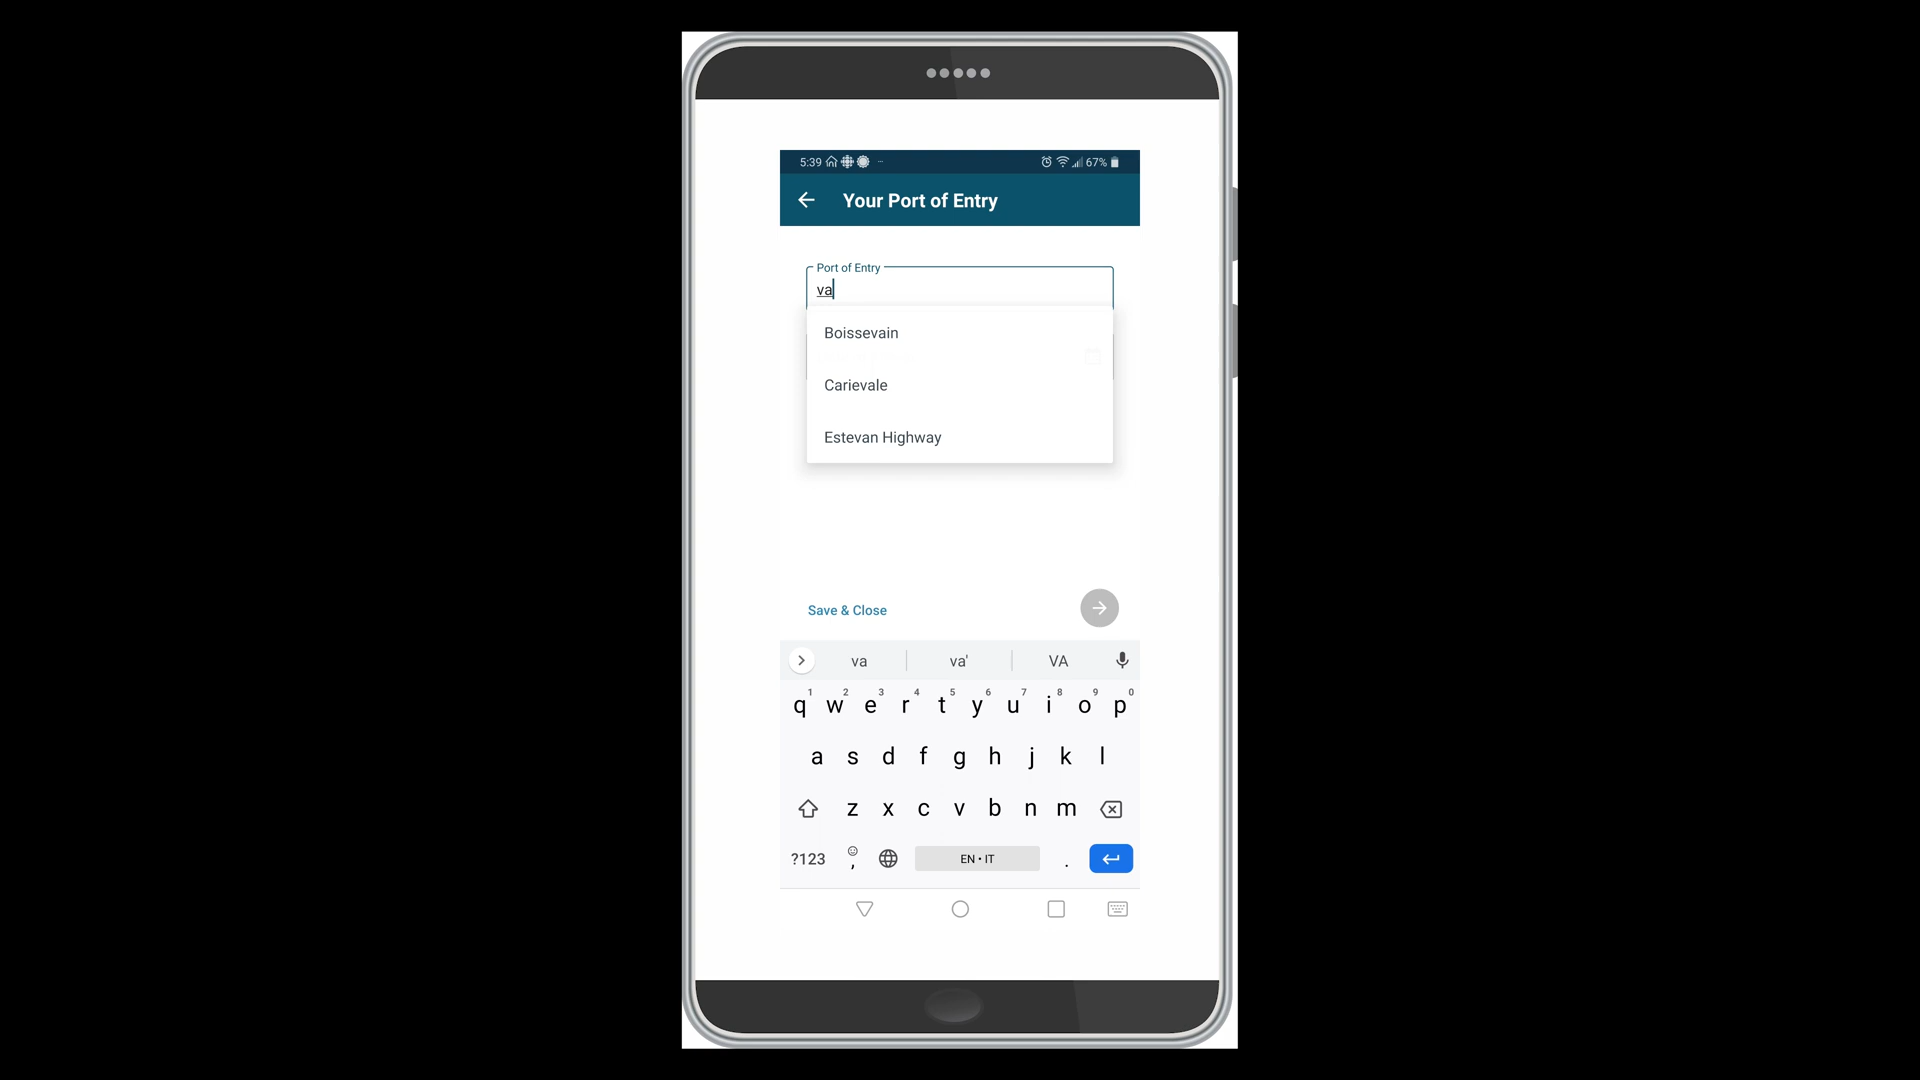 5:39
67%
Your Port of Entry
Port of Entry
va
Boissevain
Carievale
Estevan Highway
Save & Close
va va' VA
1 2 3 4 5 6 7 8 9 0
q w e r t y u i o p
a s d f g h j k l
z x c v b n m
?123 , EN • IT .